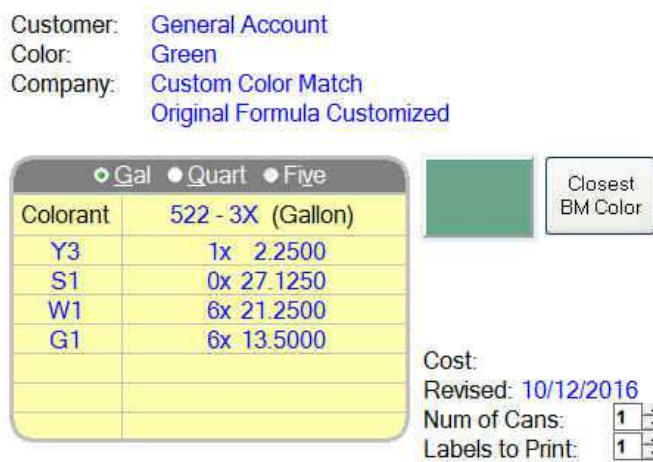 Customer: General Account
Color: Green
Company: Custom Color Match
Original Formula Customized
Gal Quart Five
Colorant 522 - 3X (Gallon)
Y3 1x 2.2500
S1 0x 27.1250
W1 6x 21.2500
G1 6x 13.5000
Closest
BM Color
Cost:
Revised: 10/12/2016
Num of Cans: 1
Labels to Print: 1